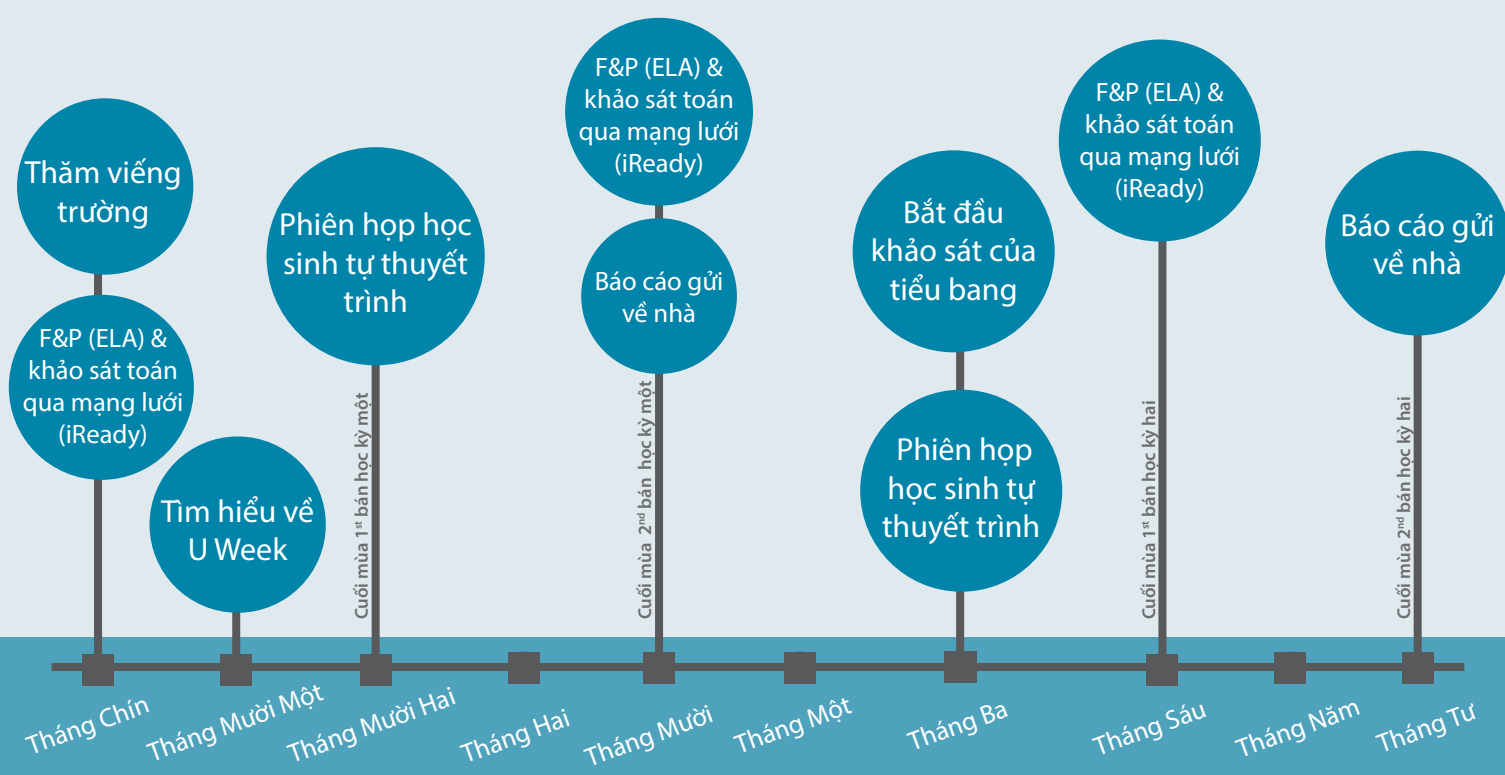 Thăm viếng
trường
F&P (ELA) &
khảo sát toán
qua mạng lưới
(iReady)
Tìm hiểu về
U Week
Phiên họp học
sinh tự thuyết
trình
Cuối mùa 1st bán học kỳ một
F&P (ELA) &
khảo sát toán
qua mạng lưới
(iReady)
Báo cáo gửi
về nhà
Cuối mùa 2nd bán học kỳ một
Bắt đầu
khảo sát của
tiểu bang
Phiên họp
học sinh tự
thuyết trình
F&P (ELA) &
khảo sát toán
qua mạng lưới
(iReady)
Cuối mùa 1st bán học kỳ hai
Báo cáo gửi
về nhà
Cuối mùa 2nd bán học kỳ hai
Tháng Chín
Tháng Mười Một
Tháng Mười Hai
Tháng Hai
Tháng Mười
Tháng Một
Tháng Ba
Tháng Sáu
Tháng Năm
Tháng Tư